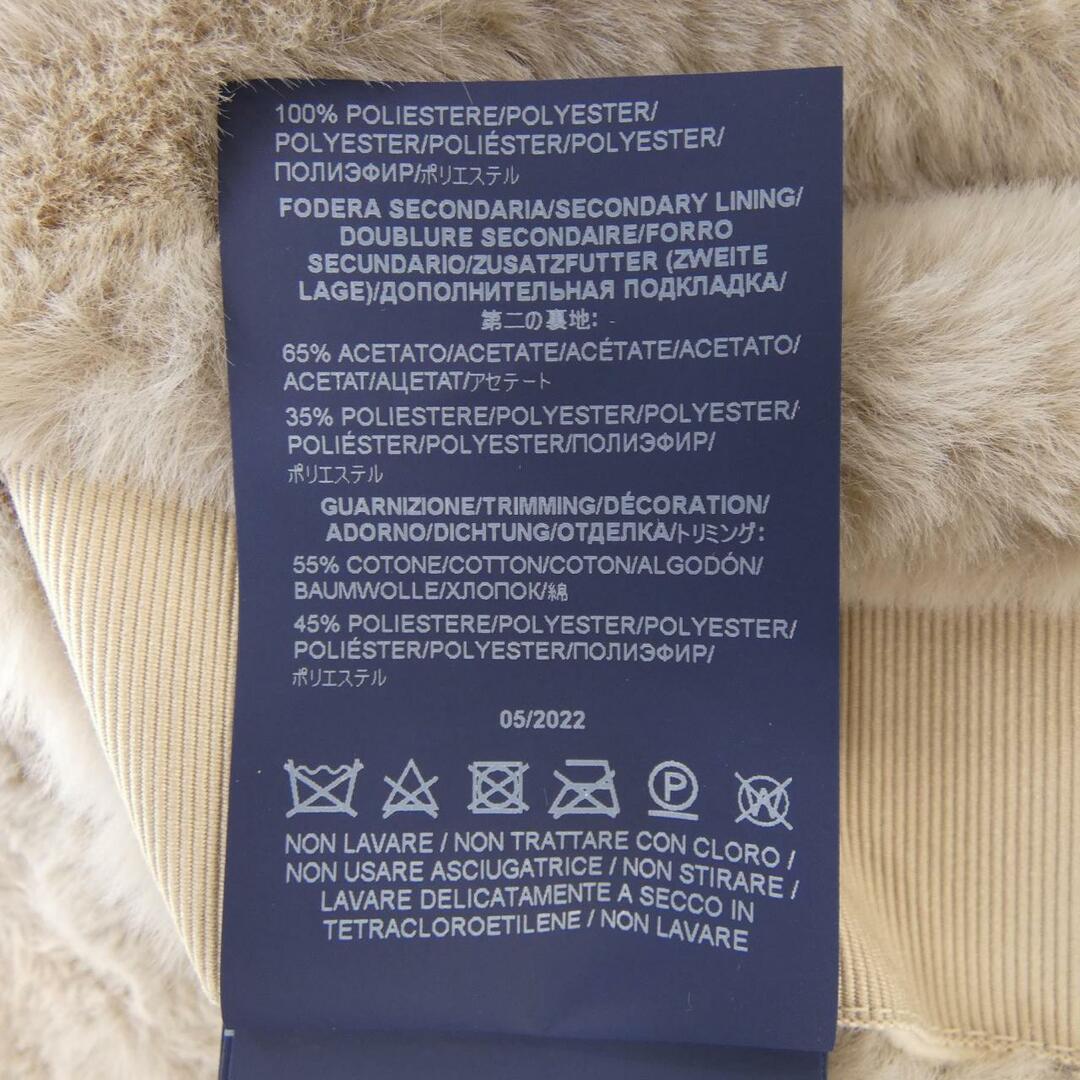 100% POLIESTERE/POLYESTER/
POLYESTER/POLIÉSTER/POLYESTER/
ПОЛИЭФИР/ポリエステル
FODERA SECONDARIA/SECONDARY LINING/
DOUBLURE SECONDAIRE/FORRO
SECUNDARIO/ZUSATZFUTTER (ZWEITE
LAGE)/ДОПОЛНИТЕЛЬНАЯ ПОДКЛАДКА/
第二の裏地:
65% ACETATO/ACETATE/ACÉTATE/ACETATO/
ACETAT/АЦЕТАТ/アセテート
35% POLIESTERE/POLYESTER/POLYESTER/
POLIÉSTER/POLYESTER/ПОЛИЭФИР/
ポリエステル
GUARNIZIONE/TRIMMING/DÉCORATION/
ADORNO/DICHTUNG/ОТДЕЛКА/トリミング:
55% COTONE/COTTON/COTON/ALGODÓN/
BAUMWOLLE/ХЛОПОК/綿
45% POLIESTERE/POLYESTER/POLYESTER/
POLIÉSTER/POLYESTER/ПОЛИЭФИР/
ポリエステル
05/2022
P W
NON LAVARE / NON TRATTARE CON CLORO /
NON USARE ASCIUGATRICE / NON STIRARE /
LAVARE DELICATAMENTE A SECCO IN
TETRACLOROETILENE / NON LAVARE